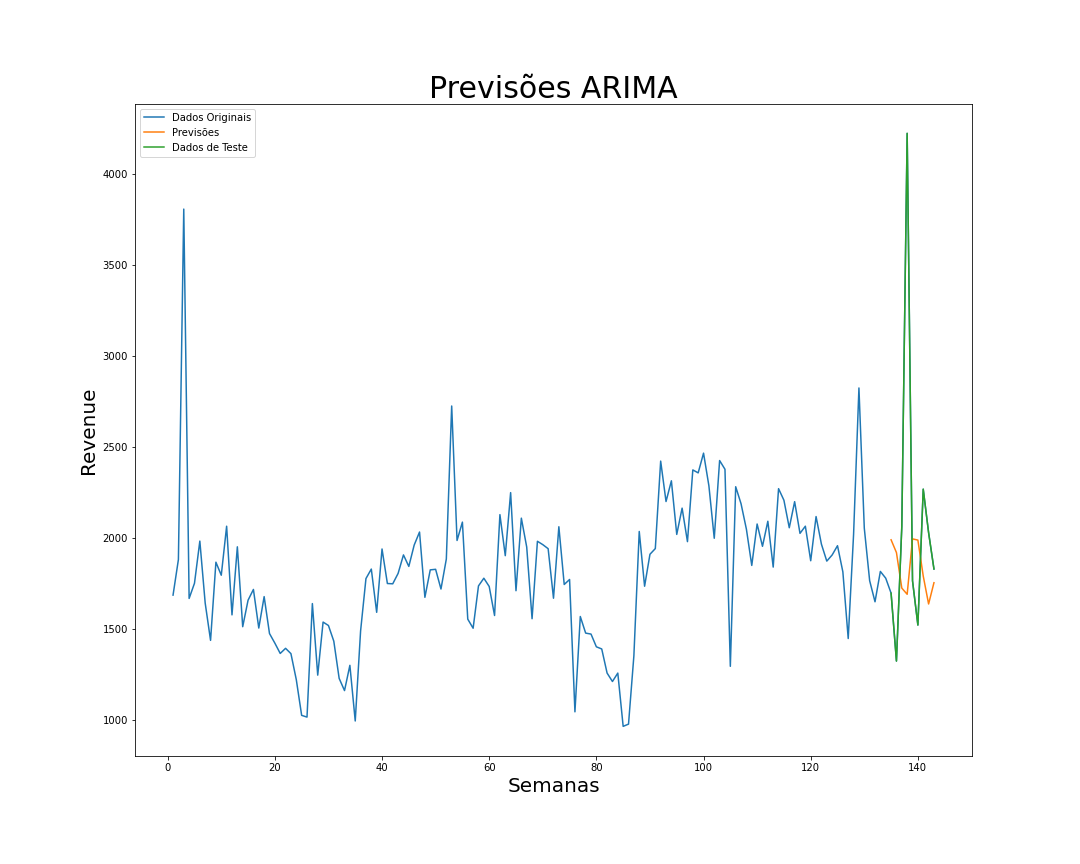 Previsões ARIMA
Dados Originais
Previsões
Dados de Teste
4000
3500
3000
2500
2000
1500
1000
Revenue
0 20 40 60 80 100 120 140
Semanas